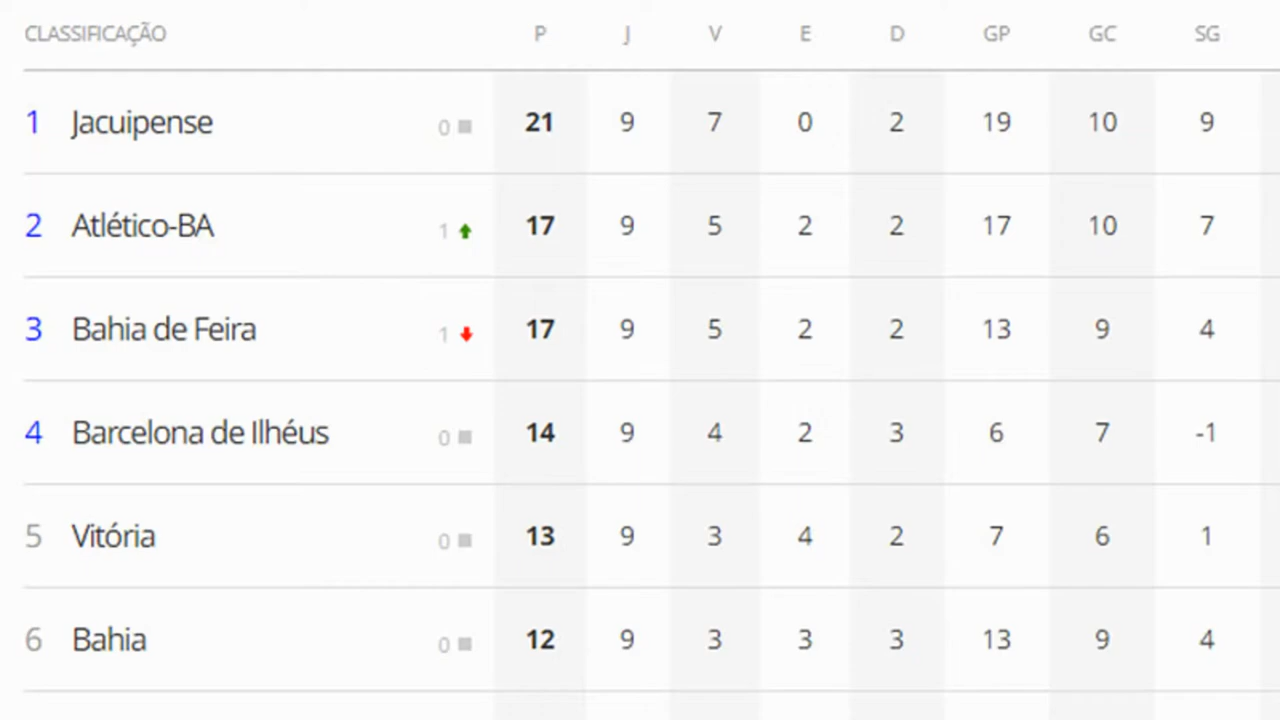 CLASSIFICAÇÃO P J V E D GP GC SG
1 Jacuipense 0 21 9 7 0 2 19 10 9
2 Atlético-BA 1 17 9 5 2 2 17 10 7
3 Bahia de Feira 1 17 9 5 2 2 13 9 4
4 Barcelona de Ilhéus 0 14 9 4 2 3 6 7 -1
5 Vitória 0 13 9 3 4 2 7 6 1
6 Bahia 0 12 9 3 3 3 13 9 4